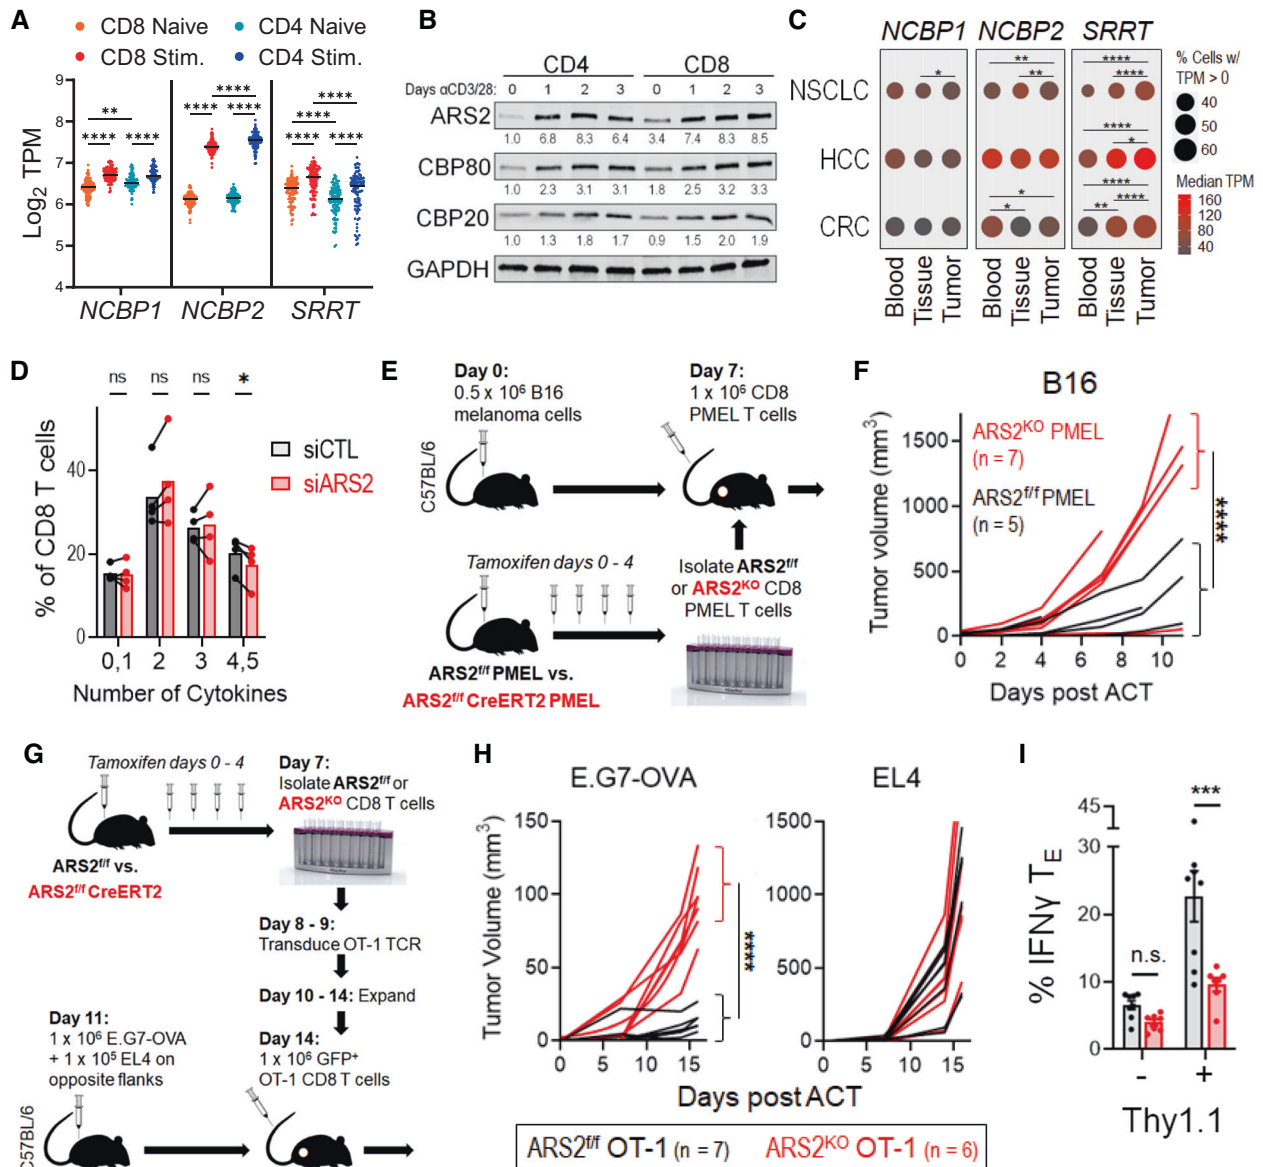 A
CD8 Naive
CD4 Naive
CD8 Stim.
CD4 Stim.
Log2 TPM
9
8
7
6
5
4
**
****
****
****
****
****
****
****
****
****
NCBP1
NCBP2
SRRT
B
CD4
CD8
Days αCD3/28: 0 1 2 3 0 1 2 3
ARS2
1.0 6.8 8.3 6.4 3.4 7.4 8.3 8.5
CBP80
1.0 2.3 3.1 3.1 1.8 2.5 3.2 3.3
CBP20
1.0 1.3 1.8 1.7 0.9 1.5 2.0 1.9
GAPDH
C
NCBP1 NCBP2 SRRT
NSCLC
* ** ** **** ****
HCC
**** *
CRC
* * **** **** **
Blood Tissue Tumor Blood Tissue Tumor Blood Tissue Tumor
% Cells w/
TPM > 0
40
50
60
Median TPM
160
120
80
40
D
ns ns ns *
% of CD8 T cells
40
20
0
0,1 2 3 4,5
Number of Cytokines
siCTL
siARS2
E
Day 0:
0.5 x 10⁶ B16
melanoma cells
C57BL/6
Day 7:
1 x 10⁶ CD8
PMEL T cells
Tamoxifen days 0 - 4
Isolate ARS2f/f
or ARS2KO CD8
PMEL T cells
ARS2f/f PMEL vs.
ARS2f/f CreERT2 PMEL
F
B16
Tumor volume (mm³)
1500
1000
500
0
ARS2KO PMEL
(n = 7)
ARS2f/f PMEL
(n = 5)
****
0 2 4 6 8 10
Days post ACT
G
Tamoxifen days 0 - 4
ARS2f/f vs.
ARS2f/f CreERT2
Day 7:
Isolate ARS2f/f or
ARS2KO CD8 T cells
Day 8 - 9:
Transduce OT-1 TCR
Day 10 - 14: Expand
Day 11:
1 x 10⁶ E.G7-OVA
+ 1 x 10⁵ EL4 on
opposite flanks
C57BL/6
Day 14:
1 x 10⁶ GFP⁺
OT-1 CD8 T cells
H
E.G7-OVA
EL4
Tumor Volume (mm³)
150
100
50
0
****
0 5 10 15
1500
1000
500
0
0 5 10 15
Days post ACT
ARS2f/f OT-1 (n = 7)
ARS2KO OT-1 (n = 6)
I
% IFNγ TE
45
30
20
10
0
n.s.
***
- +
Thy1.1